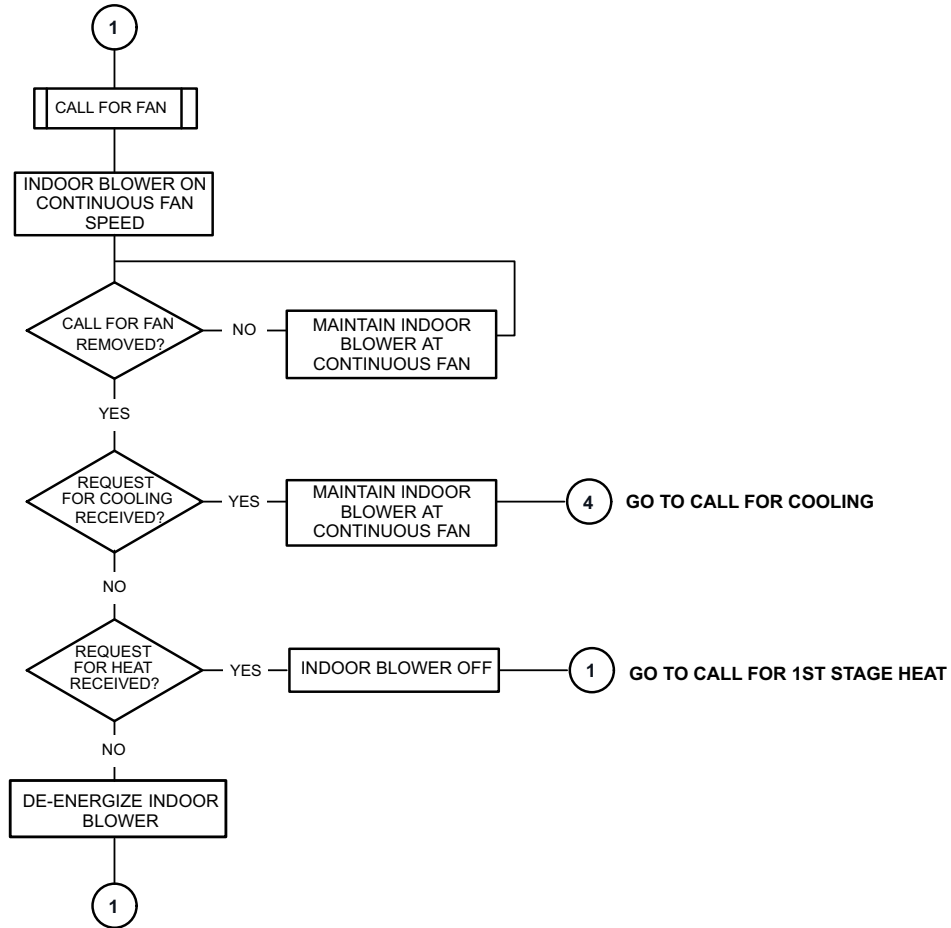 1
CALL FOR FAN
INDOOR BLOWER ON
CONTINUOUS FAN
SPEED
CALL FOR FAN
REMOVED?
NO
MAINTAIN INDOOR
BLOWER AT
CONTINUOUS FAN
YES
REQUEST
FOR COOLING
RECEIVED?
YES
MAINTAIN INDOOR
BLOWER AT
CONTINUOUS FAN
4
GO TO CALL FOR COOLING
NO
REQUEST
FOR HEAT
RECEIVED?
YES
INDOOR BLOWER OFF
1
GO TO CALL FOR 1ST STAGE HEAT
NO
DE-ENERGIZE INDOOR
BLOWER
1